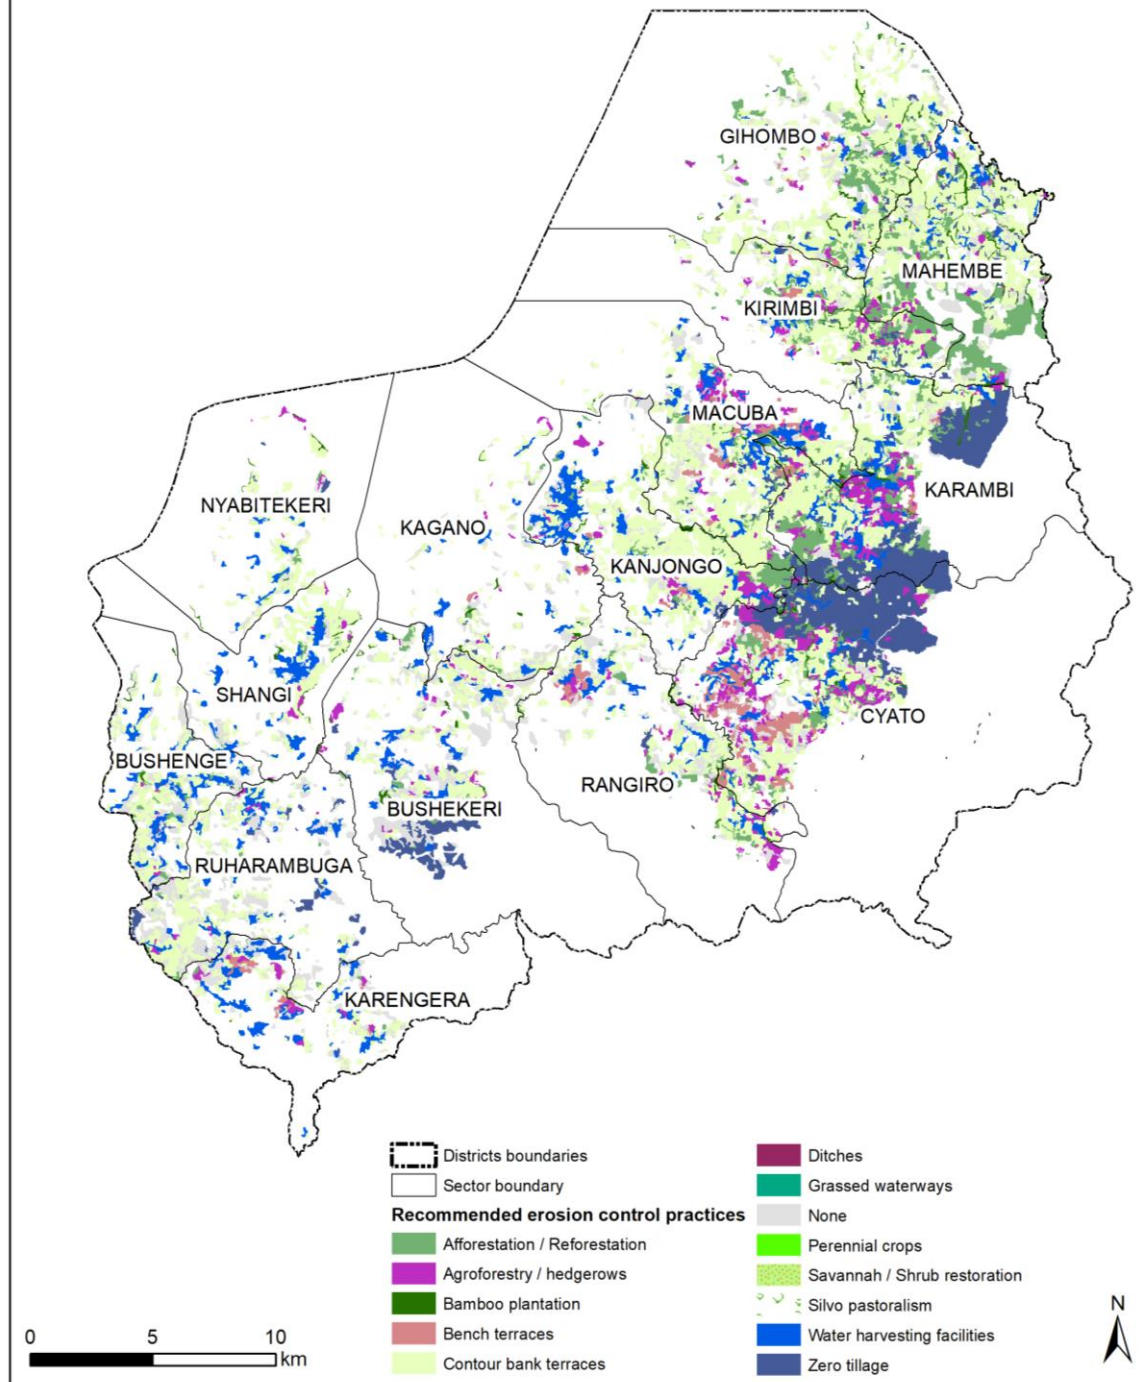 GIHOMBO
MAHEMBE
KIRIMBI
MACUBA
KARAMBI
NYABITEKERI
KAGANO
KANJONGO
SHANGI
CYATO
BUSHENGE
RANGIRO
BUSHEKERI
RUHARAMBUGA
KARENGERA
Districts boundaries
Sector boundary
Recommended erosion control practices
Afforestation / Reforestation
Agroforestry / hedgerows
Bamboo plantation
Bench terraces
Contour bank terraces
Ditches
Grassed waterways
None
Perennial crops
Savannah / Shrub restoration
Silvo pastoralism
Water harvesting facilities
Zero tillage
0 5 10
km
N